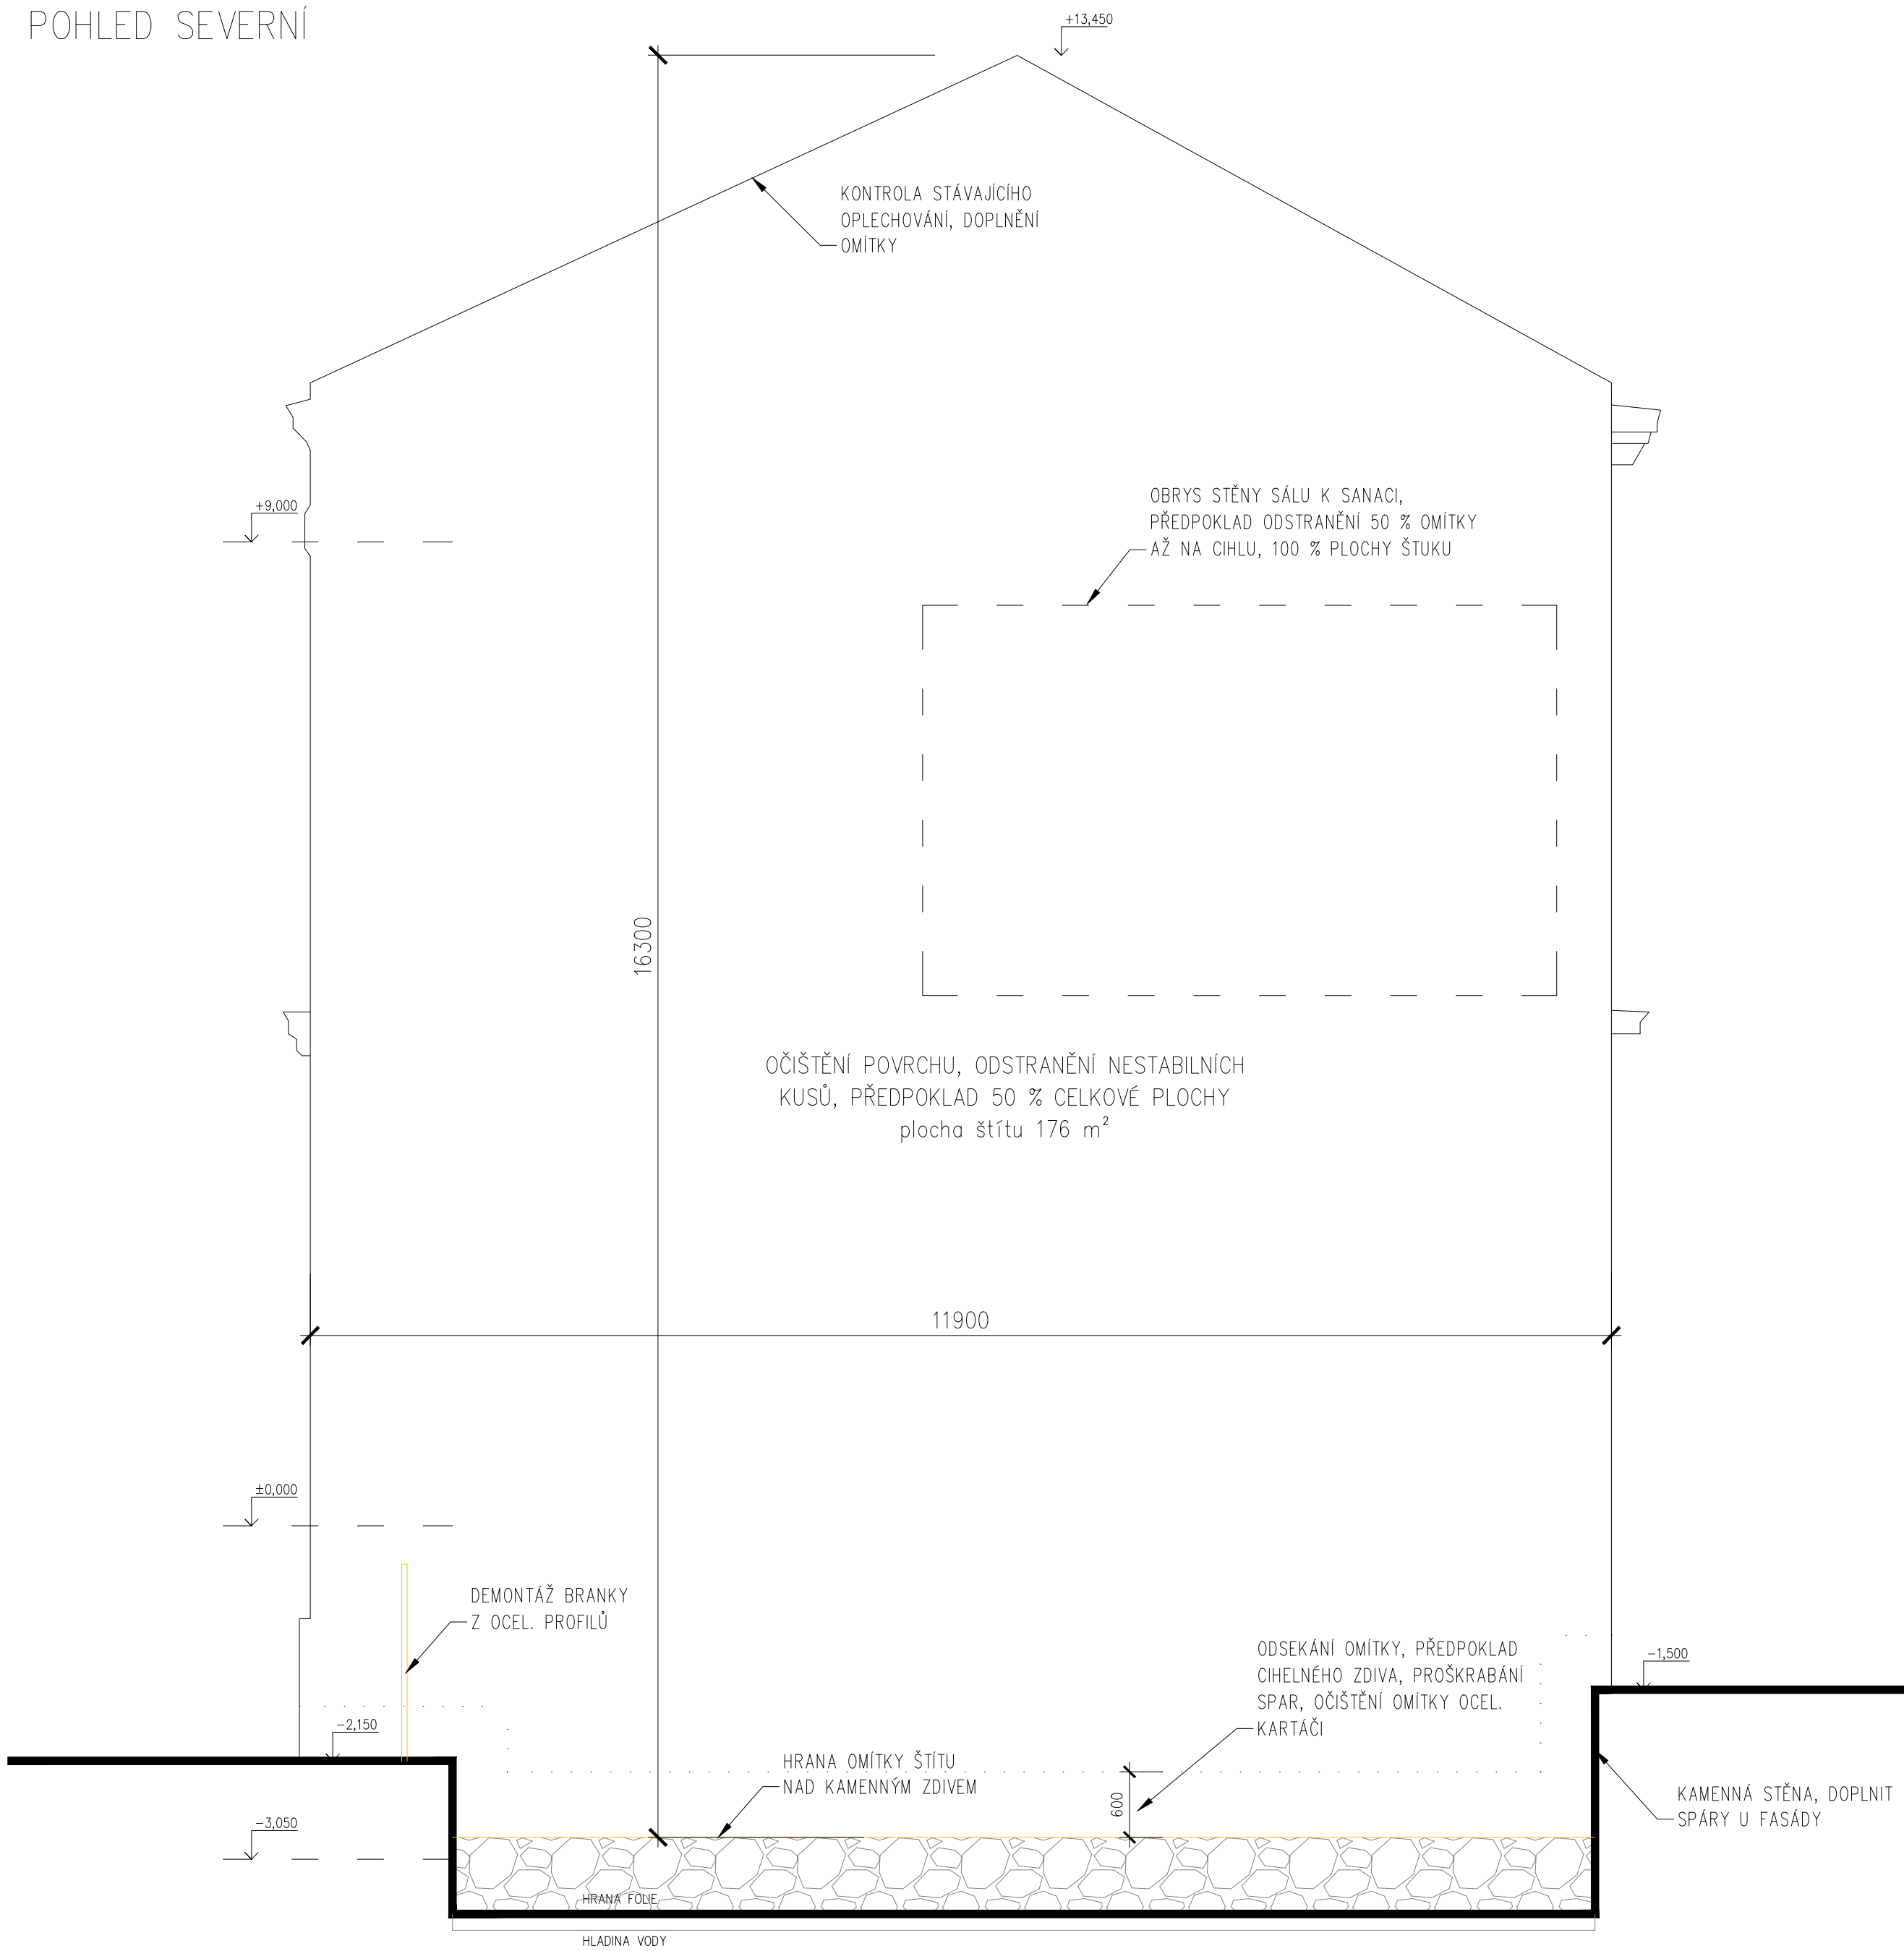 POHLED SEVERNÍ
+13,450
KONTROLA STÁVAJÍCÍHO
OPLECHOVÁNÍ, DOPLNĚNÍ
OMÍTKY
+9,000
OBRYS STĚNY SÁLU K SANACI,
PŘEDPOKLAD ODSTRANĚNÍ 50 % OMÍTKY
AŽ NA CIHLU, 100 % PLOCHY ŠTUKU
16300
OČIŠTĚNÍ POVRCHU, ODSTRANĚNÍ NESTABILNÍCH
KUSŮ, PŘEDPOKLAD 50 % CELKOVÉ PLOCHY
plocha štítu 176 m²
11900
±0,000
DEMONTÁŽ BRANKY
Z OCEL. PROFILŮ
ODSEKÁNÍ OMÍTKY, PŘEDPOKLAD
CIHELNÉHO ZDIVA, PROŠKRABÁNÍ
SPAR, OČIŠTĚNÍ OMÍTKY OCEL.
KARTÁČI
-1,500
-2,150
HRANA OMÍTKY ŠTÍTU
NAD KAMENNÝM ZDIVEM
600
KAMENNÁ STĚNA, DOPLNIT
SPÁRY U FASÁDY
-3,050
HRANA FOLIE
HLADINA VODY